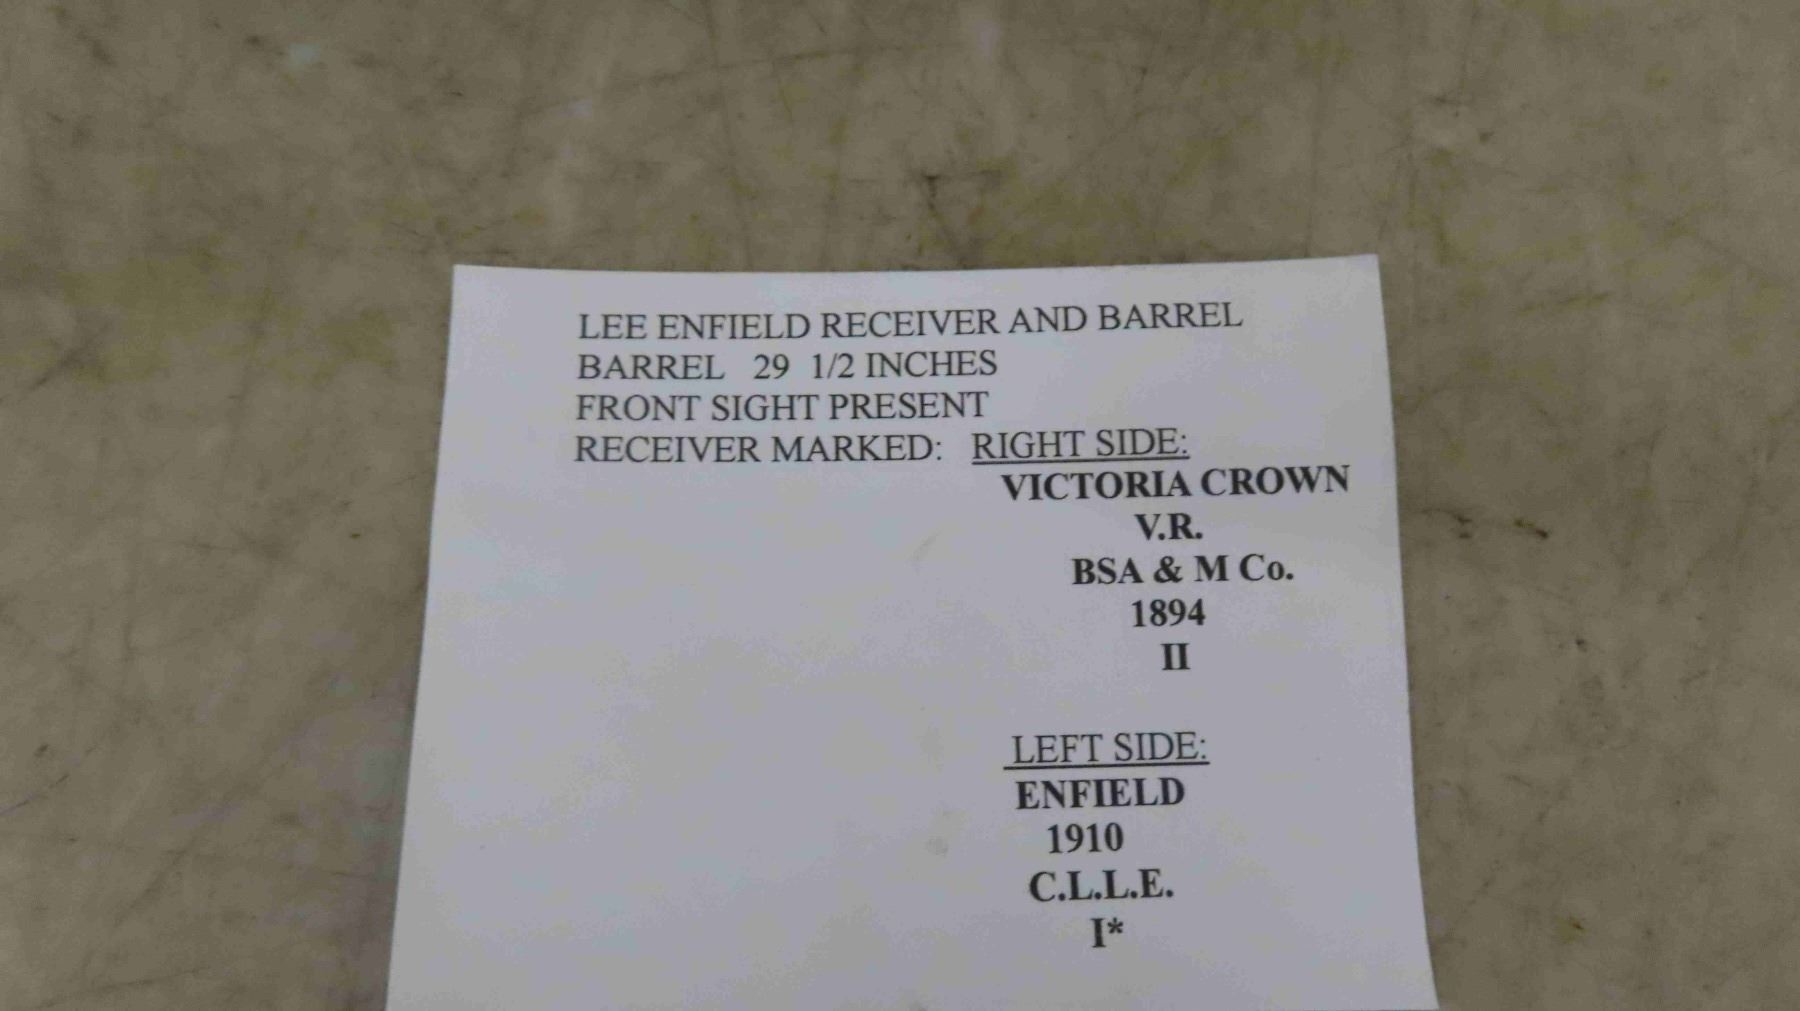 LEE ENFIELD RECEIVER AND BARREL
BARREL 29 1/2 INCHES
FRONT SIGHT PRESENT
RECEIVER MARKED: RIGHT SIDE:
VICTORIA CROWN
V.R.
BSA & M Co.
1894
II
LEFT SIDE:
ENFIELD
1910
C.L.L.E.
I*